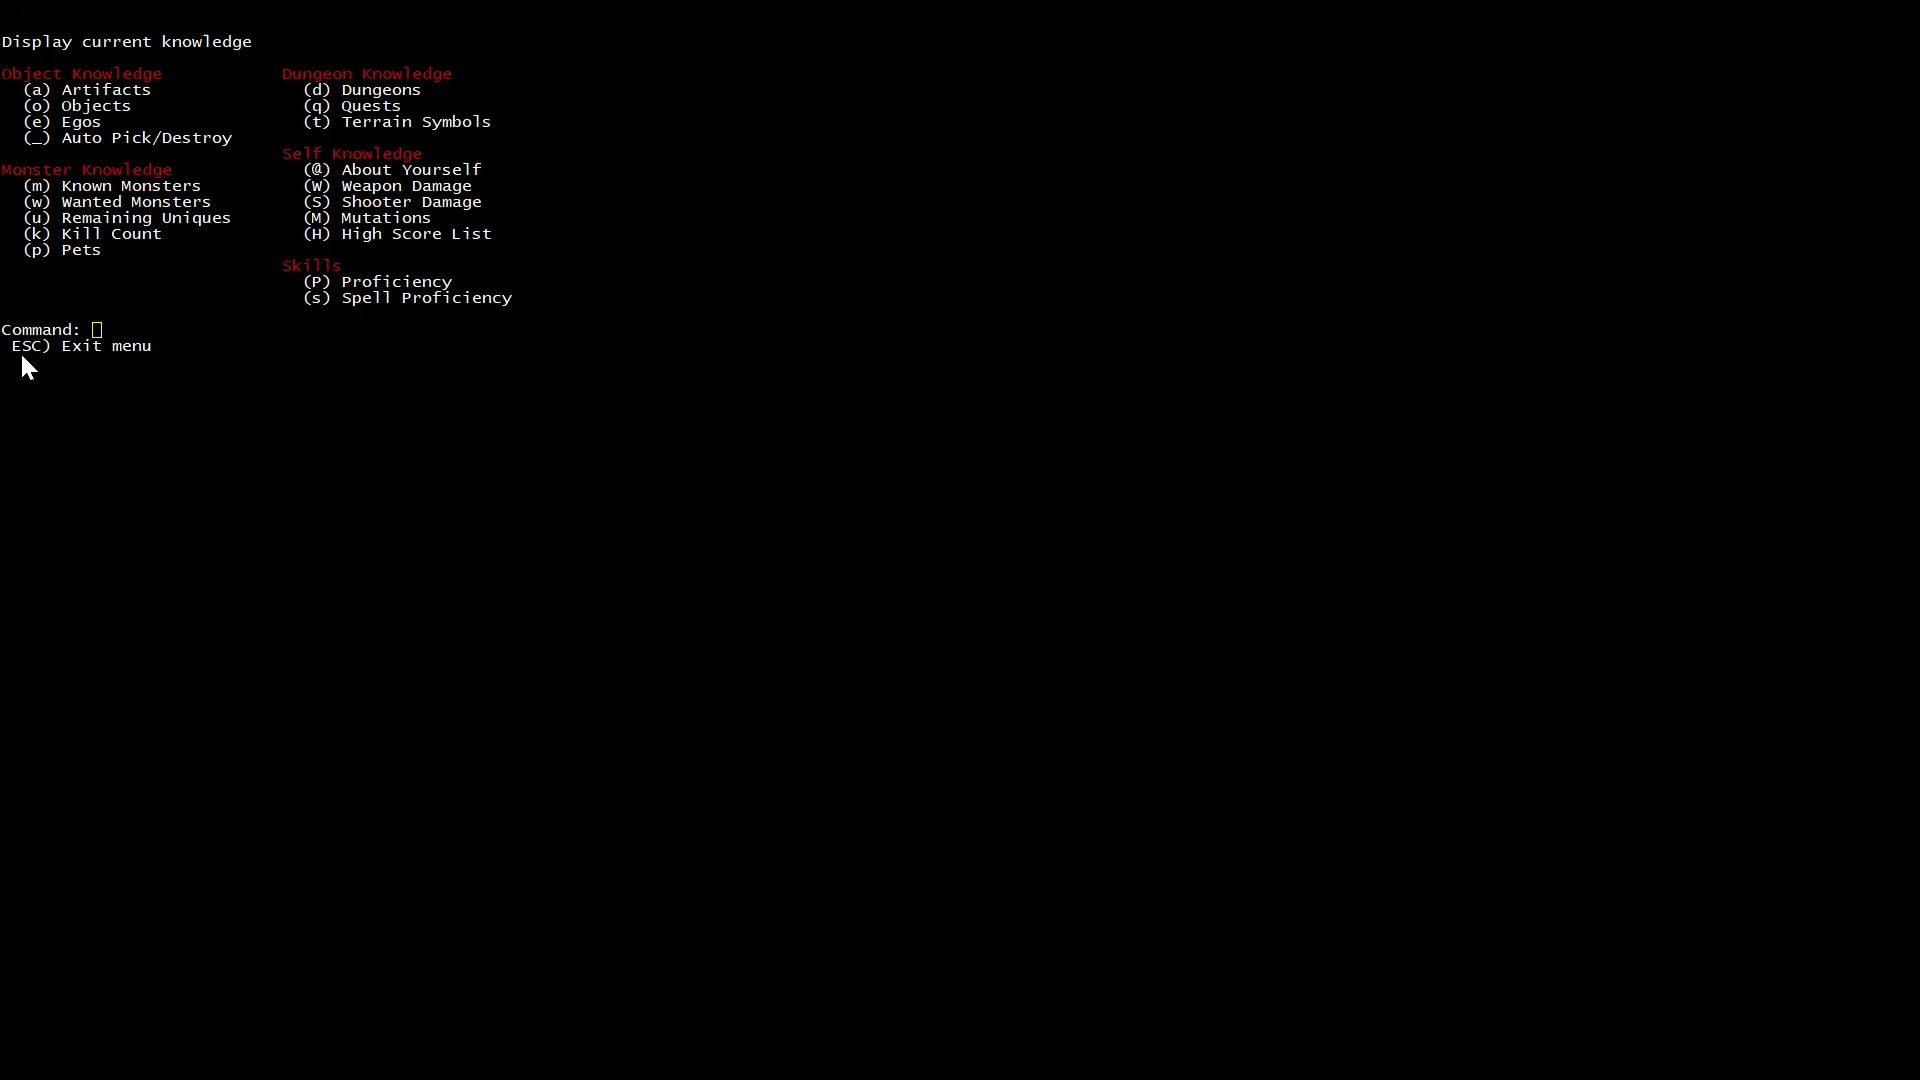 Display current knowledge
Object Knowledge
(a) Artifacts
(o) Objects
(e) Egos
(_) Auto Pick/Destroy
Monster Knowledge
(m) Known Monsters
(w) Wanted Monsters
(u) Remaining Uniques
(k) Kill Count
(p) Pets
Dungeon Knowledge
(d) Dungeons
(q) Quests
(t) Terrain Symbols
Self Knowledge
(@) About Yourself
(W) Weapon Damage
(S) Shooter Damage
(M) Mutations
(H) High Score List
Skills
(P) Proficiency
(s) Spell Proficiency
Command:
ESC) Exit menu